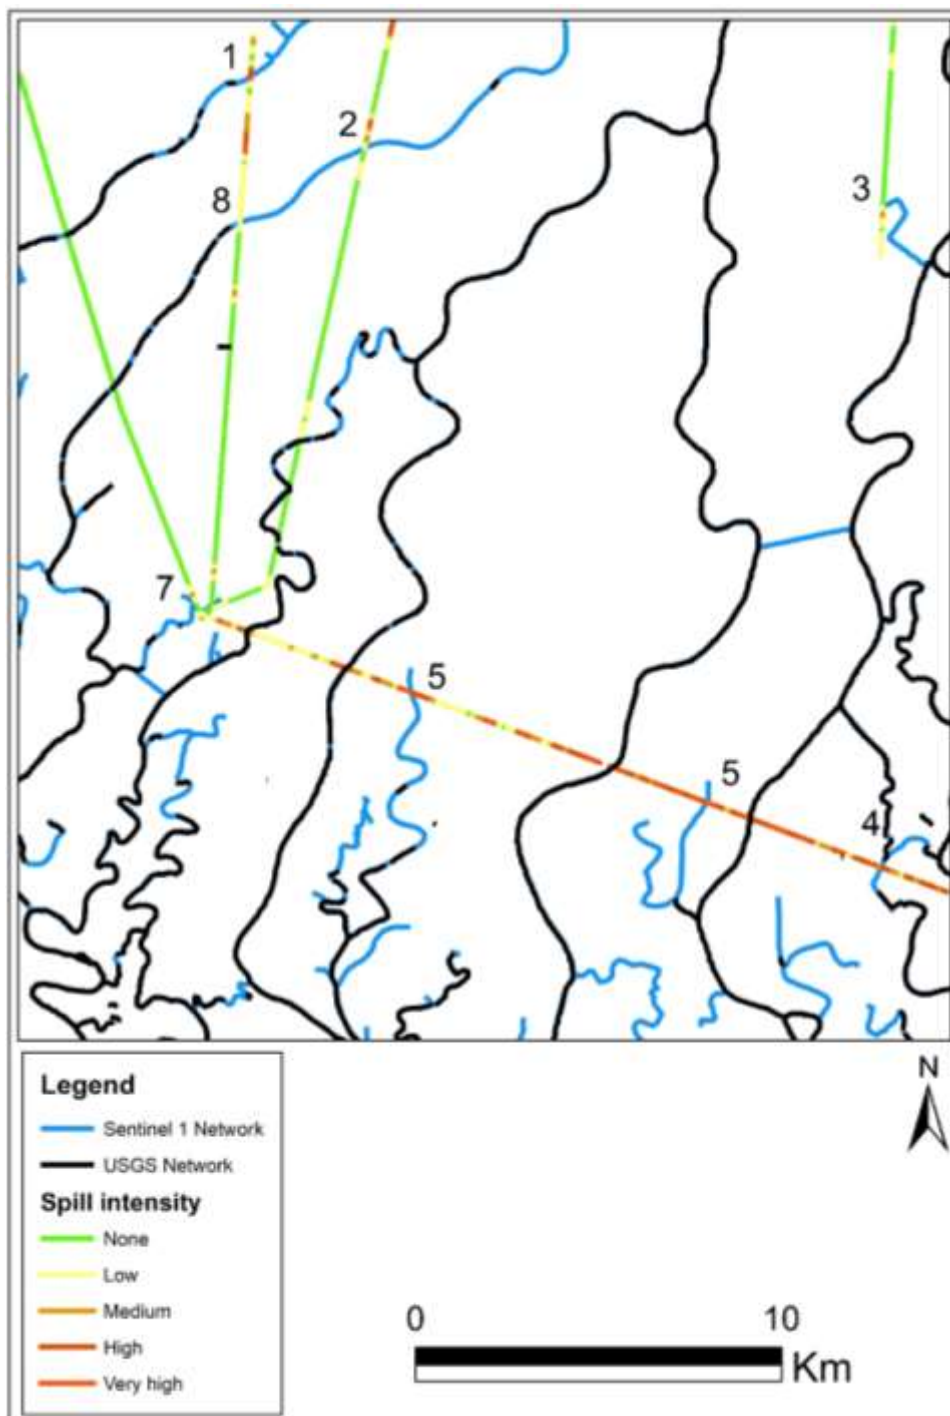 1
2
3
8
7
5
5
4
N
Legend
Sentinel 1 Network
USGS Network
Spill intensity
None
Low
Medium
High
Very high
0 10
Km